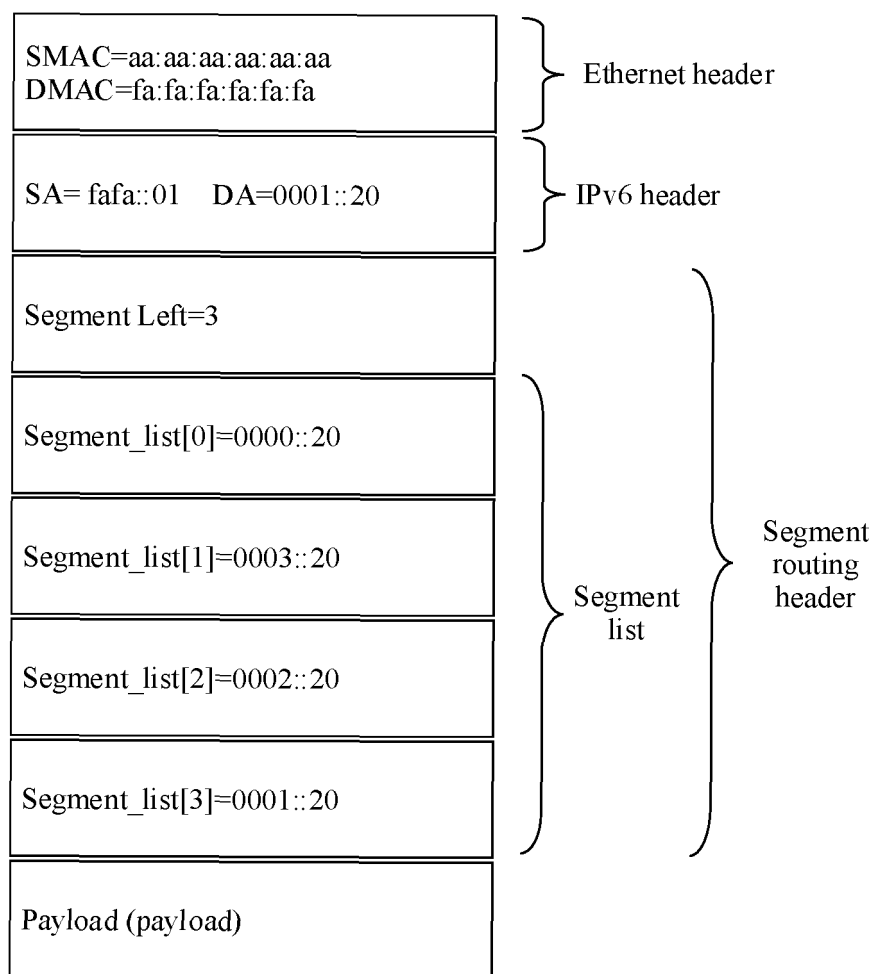 SMAC=aa:aa:aa:aa:aa:aa
DMAC=fa:fa:fa:fa:fa:fa
Ethernet header
SA= fafa::01 DA=0001::20
IPv6 header
Segment Left=3
Segment_list[0]=0000::20
Segment_list[1]=0003::20
Segment_list[2]=0002::20
Segment_list[3]=0001::20
Segment
list
Segment
routing
header
Payload (payload)